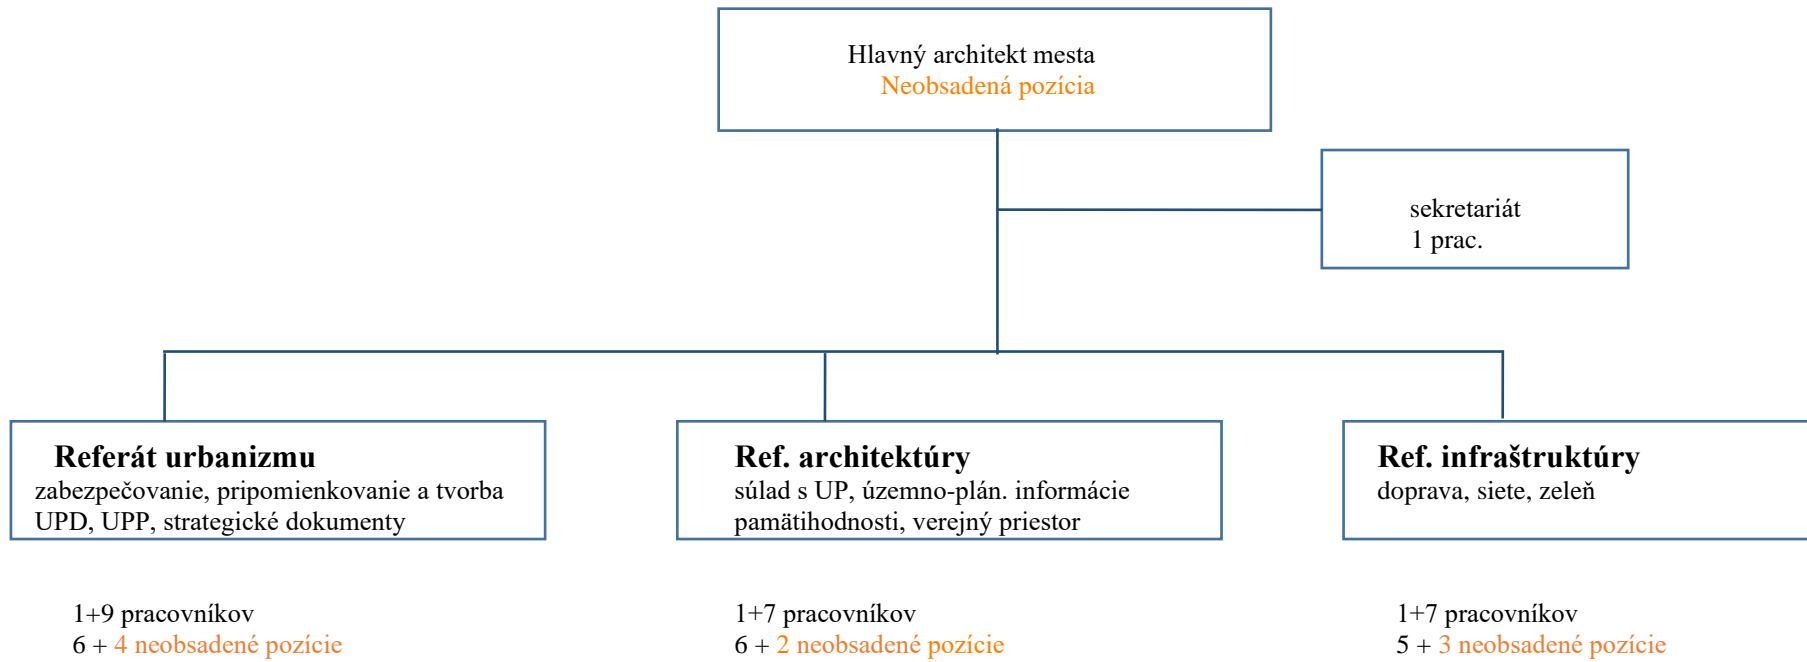 Hlavný architekt mesta
Neobsadená pozícia
sekretariát
1 prac.
Referát urbanizmu
zabezpečovanie, pripomienkovanie a tvorba
UPD, UPP, strategické dokumenty
1+9 pracovníkov
6 + 4 neobsadené pozície
Ref. architektúry
súlad s UP, územno-plán. informácie
pamätihodnosti, verejný priestor
1+7 pracovníkov
6 + 2 neobsadené pozície
Ref. infraštruktúry
doprava, siete, zeleň
1+7 pracovníkov
5 + 3 neobsadené pozície